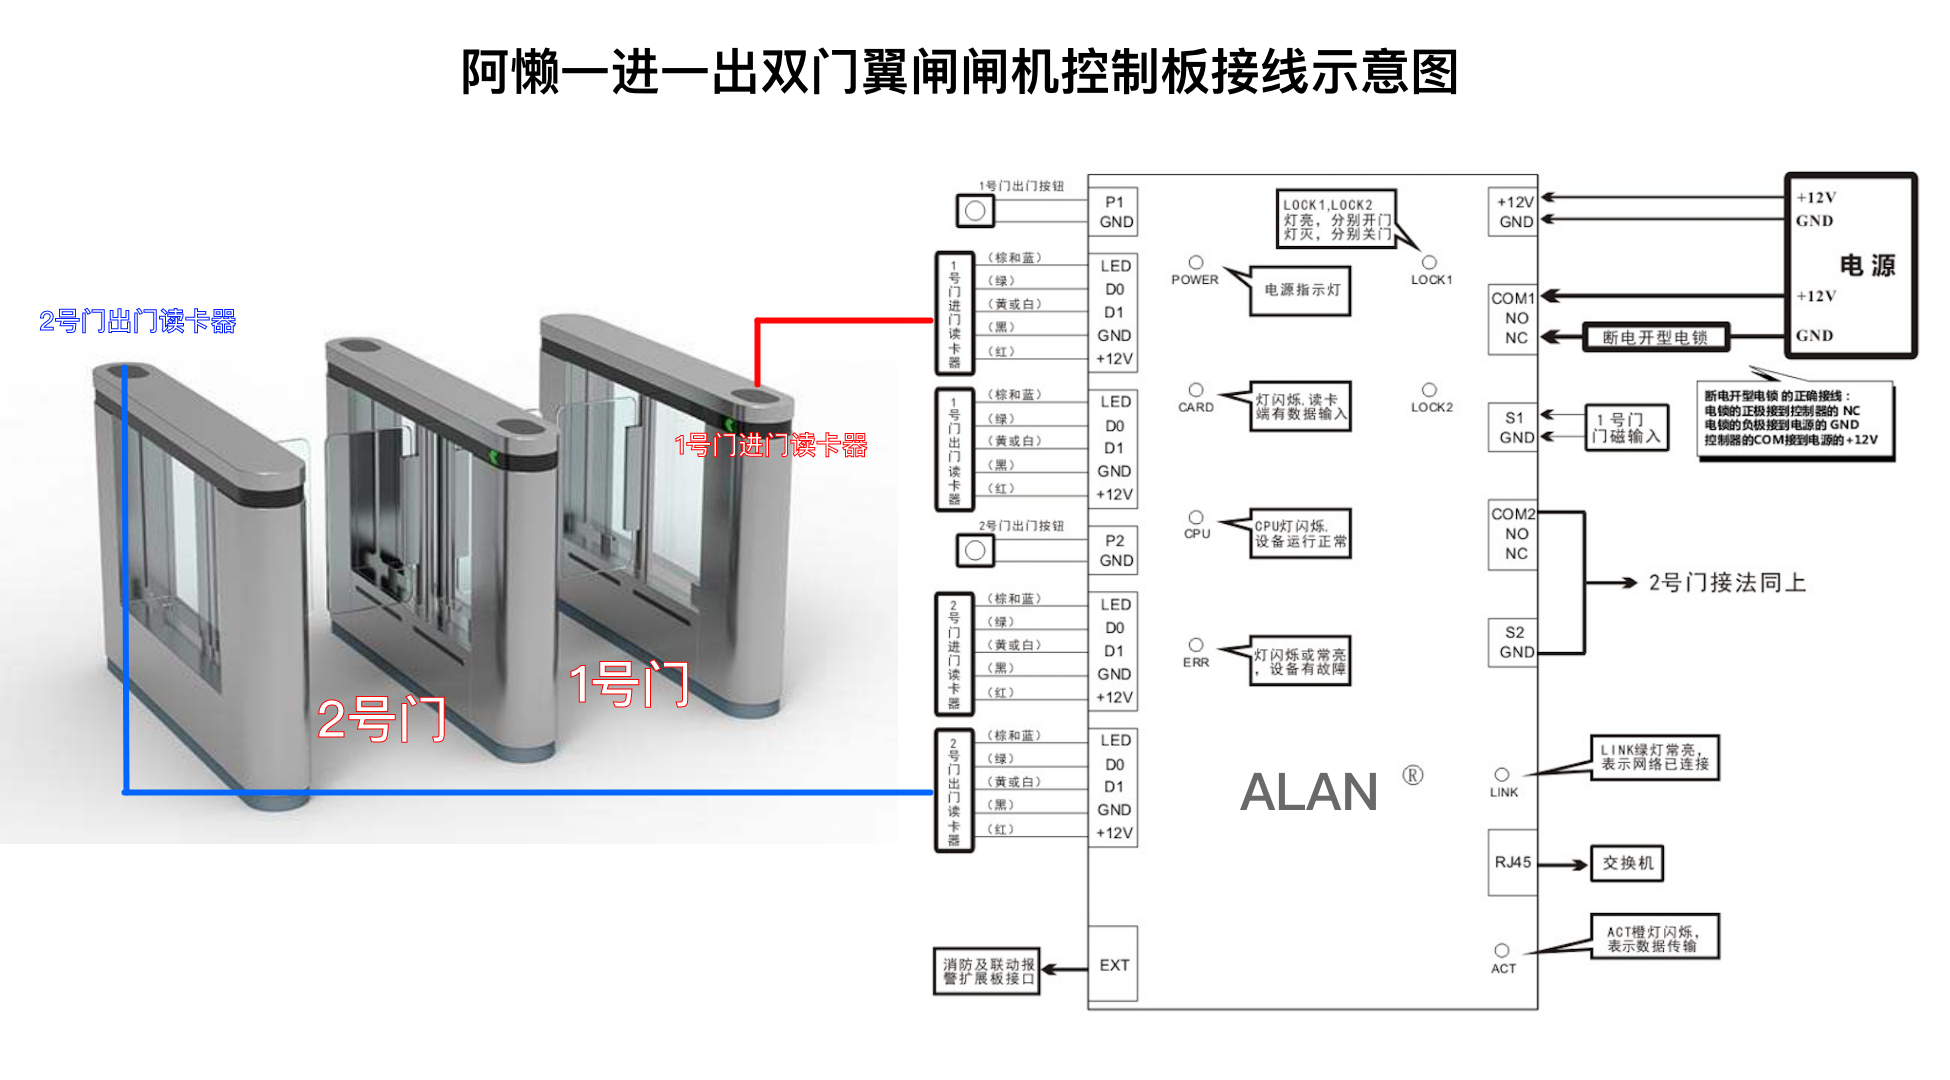 阿懒一进一出双门翼闸闸机控制板接线示意图
2号门出门读卡器
1号门进门读卡器
2号门
1号门
1号门出门按钮
P1
GND
1号门进门读卡器
(棕和蓝)
LED
(绿)
D0
(黄或白)
D1
(黑)
GND
(红)
+12V
1号门出门读卡器
(棕和蓝)
LED
(绿)
D0
(黄或白)
D1
(黑)
GND
(红)
+12V
2号门出门按钮
P2
GND
2号门进门读卡器
(棕和蓝)
LED
(绿)
D0
(黄或白)
D1
(黑)
GND
(红)
+12V
2号门出门读卡器
(棕和蓝)
LED
(绿)
D0
(黄或白)
D1
(黑)
GND
(红)
+12V
消防及联动报
警扩展板接口
EXT
LOCK1,LOCK2
灯亮，分别开门
灯灭，分别关门
POWER
电源指示灯
LOCK1
CARD
灯闪烁,读卡
端有数据输入
LOCK2
CPU
CPU灯闪烁,
设备运行正常
ERR
灯闪烁或常亮
，设备有故障
ALAN ®
+12V
GND
COM1
NO
NC
S1
GND
COM2
NO
NC
S2
GND
+12V
GND
电源
+12V
GND
断电开型电锁
断电开型电锁 的正确接线：
电锁的正极接到控制器的 NC
电锁的负极接到电源的 GND
控制器的COM接到电源的+12V
1号门
门磁输入
2号门接法同上
LINK
LINK绿灯常亮，
表示网络已连接
RJ45
交换机
ACT
ACT橙灯闪烁，
表示数据传输